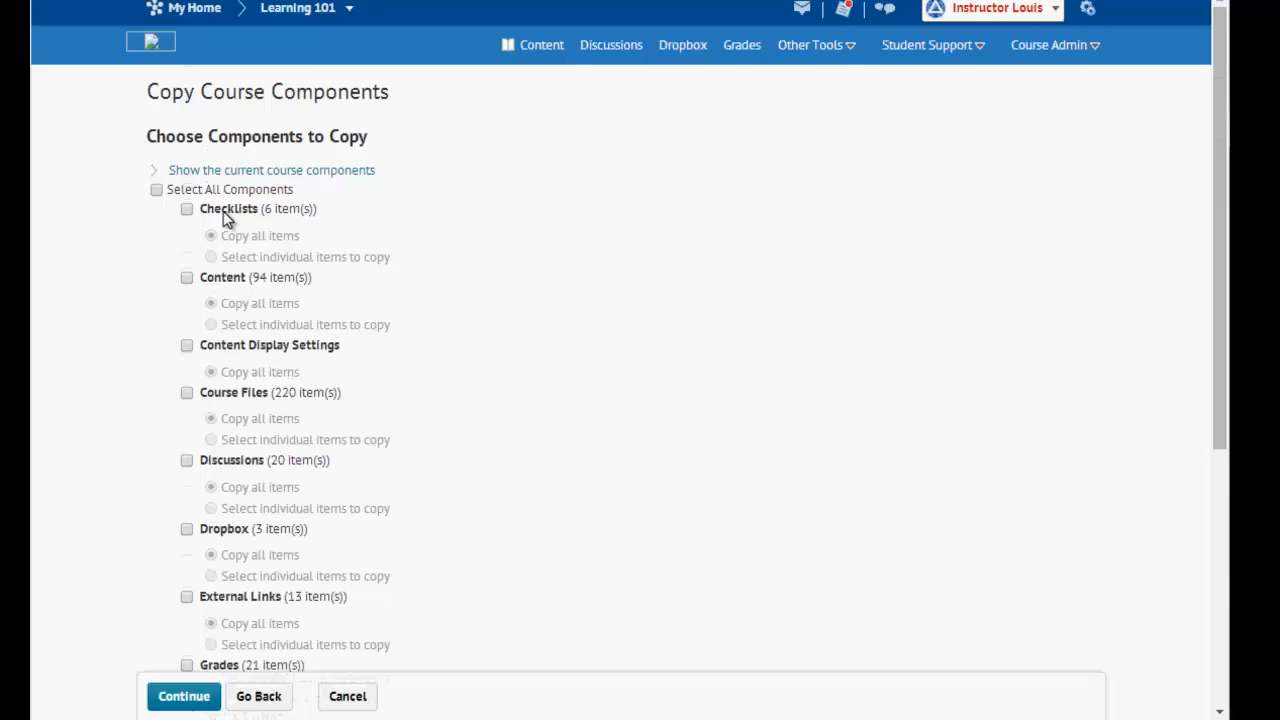 My Home Learning 101 Instructor Louis
Content Discussions Dropbox Grades Other Tools Student Support Course Admin
Copy Course Components
Choose Components to Copy
Show the current course components
Select All Components
Checklists (6 item(s))
Copy all items
Select individual items to copy
Content (94 item(s))
Copy all items
Select individual items to copy
Content Display Settings
Copy all items
Course Files (220 item(s))
Copy all items
Select individual items to copy
Discussions (20 item(s))
Copy all items
Select individual items to copy
Dropbox (3 item(s))
Copy all items
Select individual items to copy
External Links (13 item(s))
Copy all items
Select individual items to copy
Grades (21 item(s))
Continue Go Back Cancel